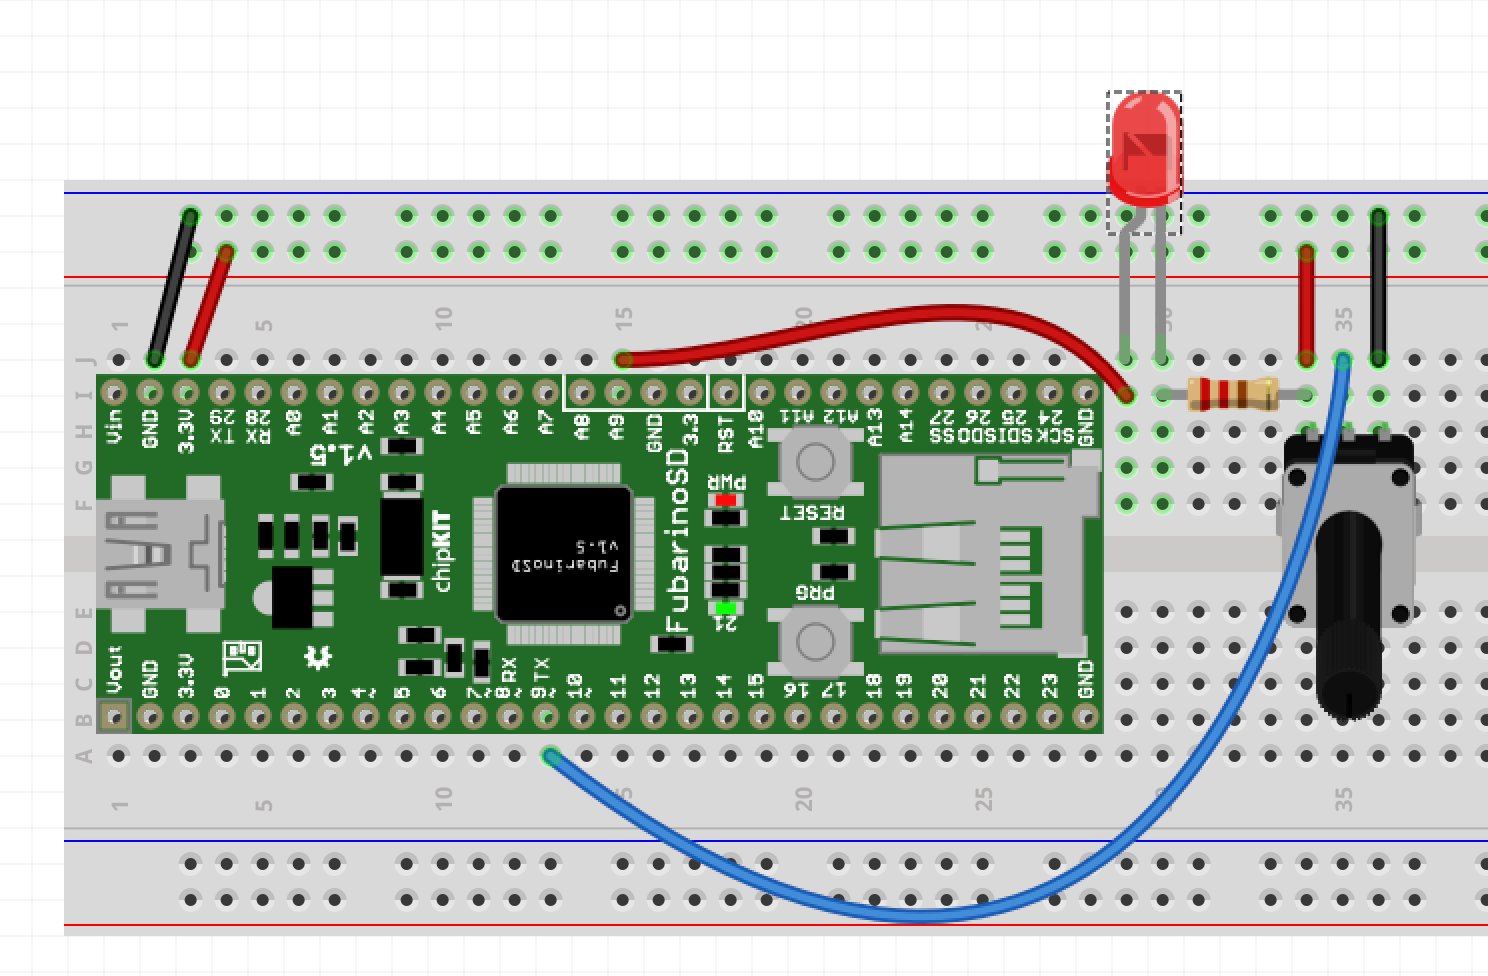 1 5 10 15 20 25 30 35
J
I
H
G
F
E
D
C
B
A
Vin GND 3.3V TX 29 28 RX A0 A1 A2 A3 A4 A5 A6 A7 A8 A9 GND 3.3 RST A10 A11 A12 A13 A14 SS 27 SDO 26 SDI 25 SCK 24 GND
v1.5
PWR
RESET
chipKIT
FubarinoSD
FubarinoSD
v1.5
PRG
21
Vout GND 3.3V 0 1 2 3 4~ 5 6 7~ 8~ RX 9~ TX 10~ 11 12 13 14 15 16 17 18 19 20 21 22 23 GND
1 5 10 15 20 25 30 35